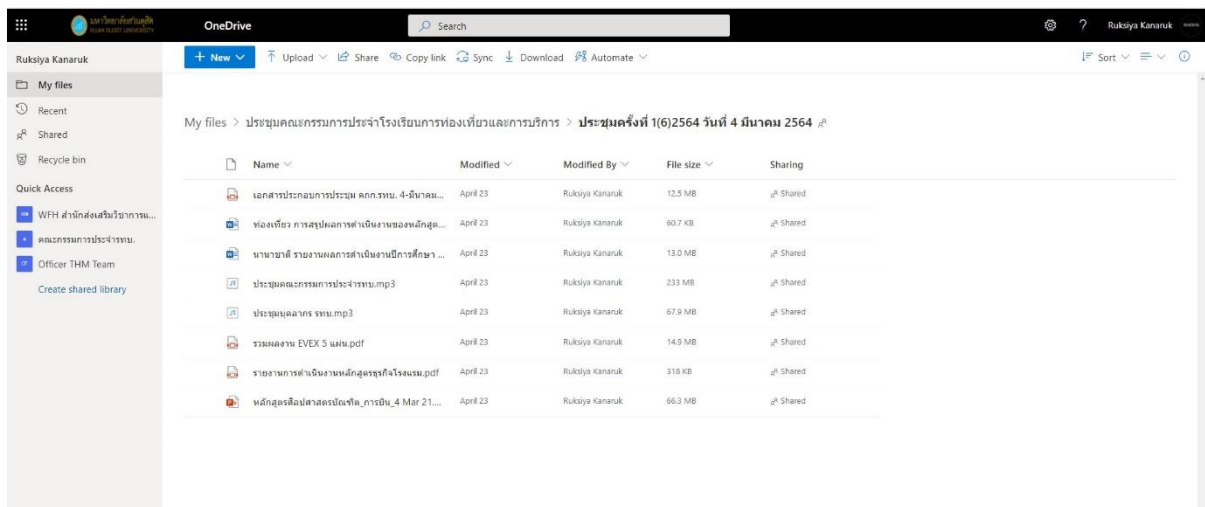 มหาวิทยาลัยสวนดุสิต
SUAN DUSIT UNIVERSITY
OneDrive
Search
? Ruksiya Kanaruk
Ruksiya Kanaruk
+ New Upload Share Copy link Sync Download Automate
Sort
My files
Recent
Shared
Recycle bin
Quick Access
WFH สำนักส่งเสริมวิชาการแ...
คณะกรรมการประจำรทบ.
Officer THM Team
Create shared library
My files > ประชุมคณะกรรมการประจำโรงเรียนการท่องเที่ยวและการบริการ > ประชุมครั้งที่ 1(6)2564 วันที่ 4 มีนาคม 2564
Name Modified Modified By File size Sharing
เอกสารประกอบการประชุม คกก.รทบ. 4-มีนาคม... April 23 Ruksiya Kanaruk 12.5 MB Shared
ท่องเที่ยว การสรุปผลการดำเนินงานของหลักสูต... April 23 Ruksiya Kanaruk 60.7 KB Shared
นานาชาติ รายงานผลการดำเนินงานปีการศึกษา ... April 23 Ruksiya Kanaruk 13.0 MB Shared
ประชุมคณะกรรมการประจำรทบ.mp3 April 23 Ruksiya Kanaruk 233 MB Shared
ประชุมบุคลากร รทบ.mp3 April 23 Ruksiya Kanaruk 67.9 MB Shared
รวมผลงาน EVEX 5 แผ่น.pdf April 23 Ruksiya Kanaruk 14.9 MB Shared
รายงานการดำเนินงานหลักสูตรธุรกิจโรงแรม.pdf April 23 Ruksiya Kanaruk 318 KB Shared
หลักสูตรศิลปศาสตรบัณฑิต_การบิน_4 Mar 21.... April 23 Ruksiya Kanaruk 66.3 MB Shared